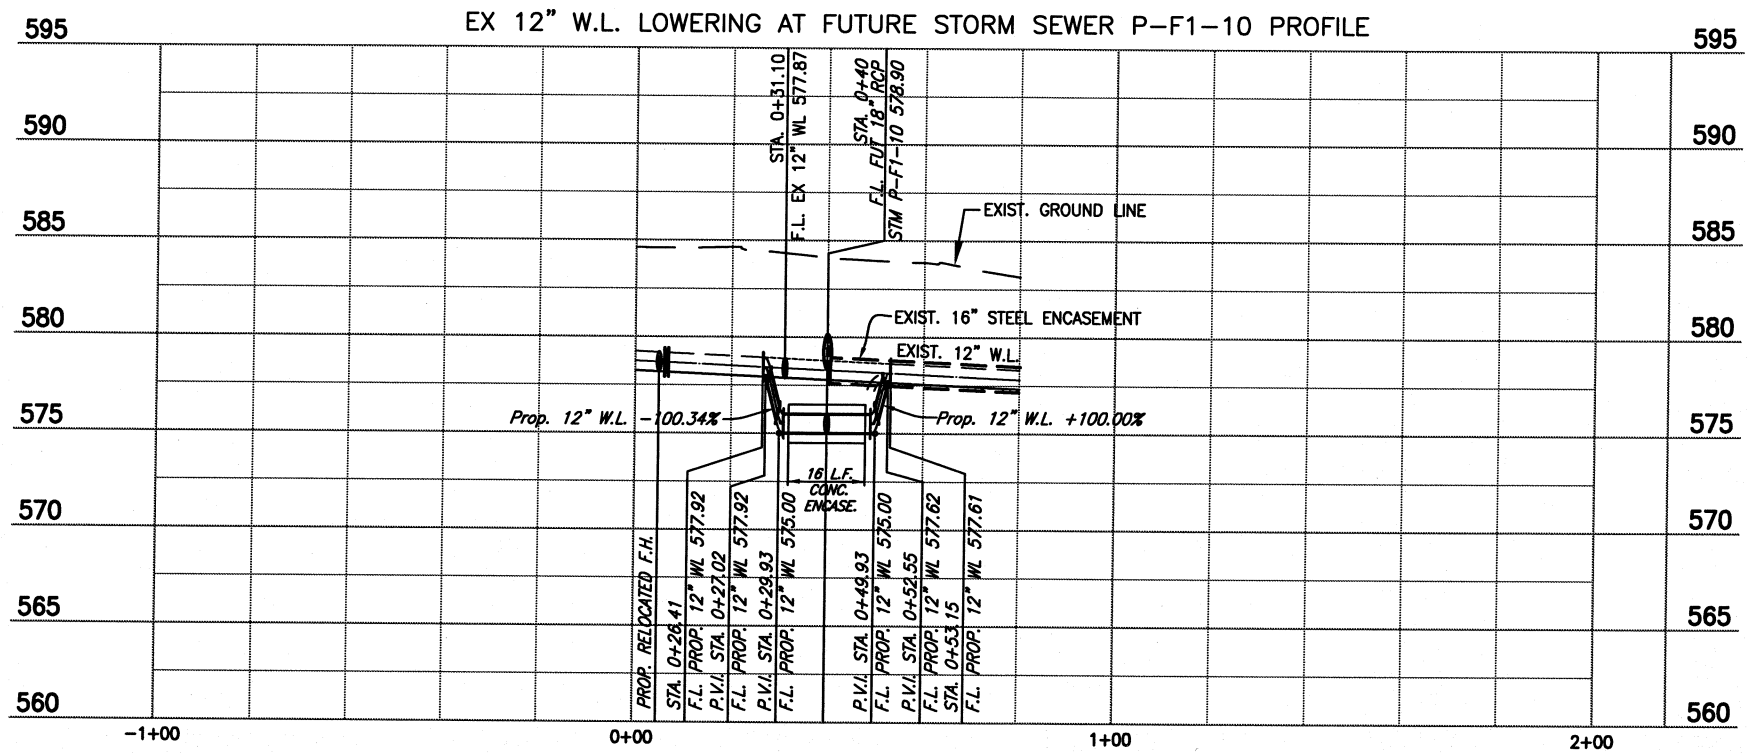 EX 12" W.L. LOWERING AT FUTURE STORM SEWER P-F1-10 PROFILE
595
595
590
590
585
585
580
580
575
575
570
570
565
565
560
560
STA. 0+31.10
F.L. EX 12" WL 577.87
STA. 0+40
F.L. FUT 18" RCP
STM P-F1-10 578.90
EXIST. GROUND LINE
EXIST. 16" STEEL ENCASEMENT
EXIST. 12" W.L.
Prop. 12" W.L. -100.34%
Prop. 12" W.L. +100.00%
16 L.F.
CONC.
ENCASE.
PROP. RELOCATED F.H.
STA. 0+26.41
F.L. PROP. 12" WL 577.92
P.V.I. STA. 0+27.02
F.L. PROP. 12" WL 577.92
P.V.I. STA. 0+29.93
F.L. PROP. 12" WL 575.00
P.V.I. STA. 0+49.93
F.L. PROP. 12" WL 575.00
P.V.I. STA. 0+52.55
F.L. PROP. 12" WL 577.62
STA. 0+53.15
F.L. PROP. 12" WL 577.61
-1+00
0+00
1+00
2+00